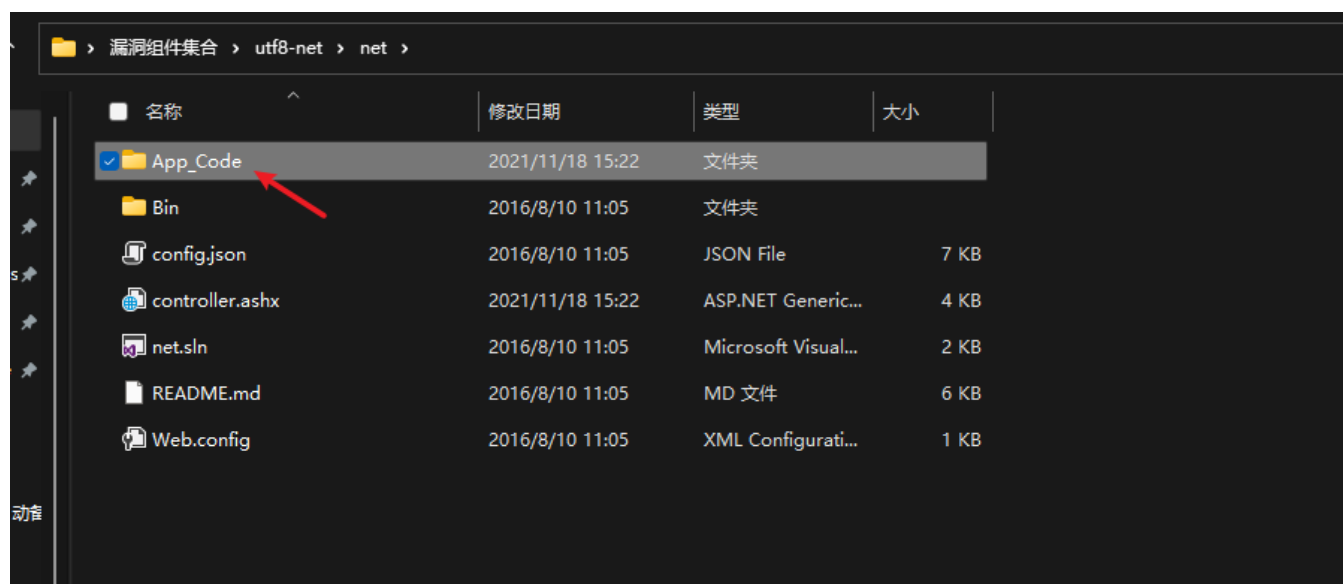 漏洞组件集合 › utf8-net › net ›
名称 修改日期 类型 大小
App_Code 2021/11/18 15:22 文件夹
Bin 2016/8/10 11:05 文件夹
config.json 2016/8/10 11:05 JSON File 7 KB
s controller.ashx 2021/11/18 15:22 ASP.NET Generic... 4 KB
net.sln 2016/8/10 11:05 Microsoft Visual... 2 KB
README.md 2016/8/10 11:05 MD 文件 6 KB
Web.config 2016/8/10 11:05 XML Configurati... 1 KB
动